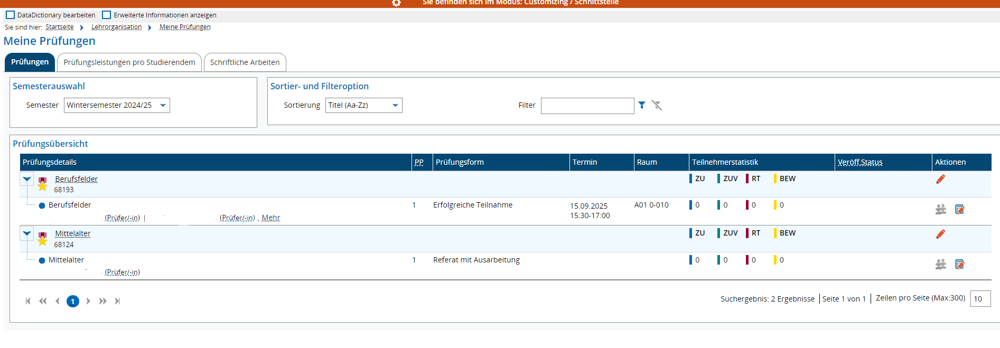 Sie befinden sich im Modus: Customizing / Schnittstelle
DataDictionary bearbeiten Erweiterte Informationen anzeigen
Sie sind hier: Startseite Lehrorganisation Meine Prüfungen
Meine Prüfungen
Prüfungen Prüfungsleistungen pro Studierendem Schriftliche Arbeiten
Semesterauswahl
Semester Wintersemester 2024/25
Sortier- und Filteroption
Sortierung Titel (Aa-Zz) Filter
Prüfungsübersicht
Prüfungsdetails PP Prüfungsform Termin Raum Teilnehmerstatistik Veröff.Status Aktionen
Berufsfelder ZU ZUV RT BEW
68193
Berufsfelder 1 Erfolgreiche Teilnahme 15.09.2025 A01 0-010 0 0 0 0
15:30-17:00
(Prüfer/-in) | (Prüfer/-in) , Mehr
Mittelalter ZU ZUV RT BEW
68124
Mittelalter 1 Referat mit Ausarbeitung 0 0 0 0
(Prüfer/-in)
1 Suchergebnis: 2 Ergebnisse Seite 1 von 1 Zeilen pro Seite (Max:300) 10